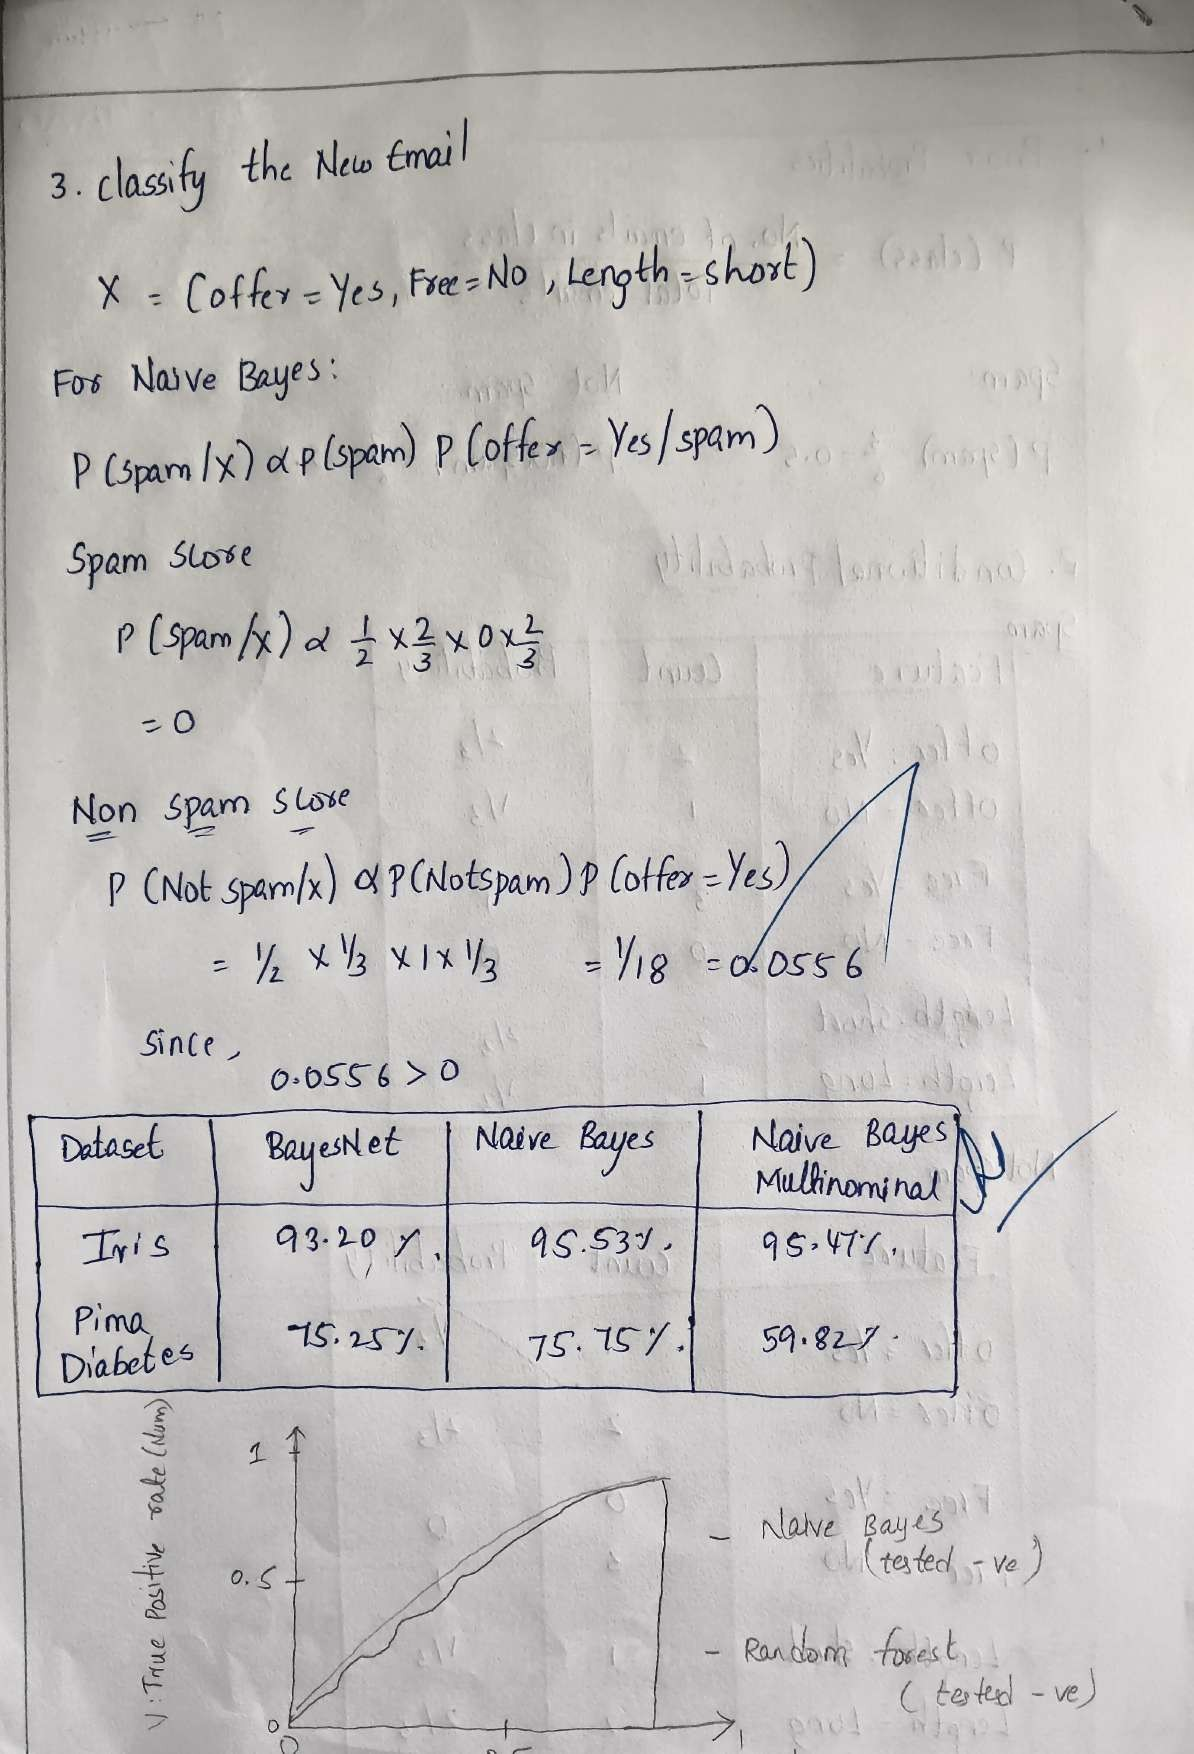 3. classify the New Email
X = (offer = Yes, Free = No, Length = short)
For Naive Bayes:
P (spam/x) α p(spam) P (offer = Yes/spam)
Spam Score
P (spam/x) α 1/2 x 2/3 x 0 x 2/3
= 0
Non spam score
P (Not spam/x) α P(Notspam) P (offer = Yes)
= 1/2 x 1/3 x 1 x 1/3 = 1/18 = 0.0556
since,
0.0556 > 0
Dataset BayesNet Naive Bayes Naive Bayes Multinominal
Iris 93.20 % 95.53%. 95.47%.
Pima Diabetes 75.25%. 75.75%. 59.82%.
V: True Positive rate (Num)
1
0.5
0
0
- Naive Bayes
(tested -ve)
- Random forest
(tested -ve)